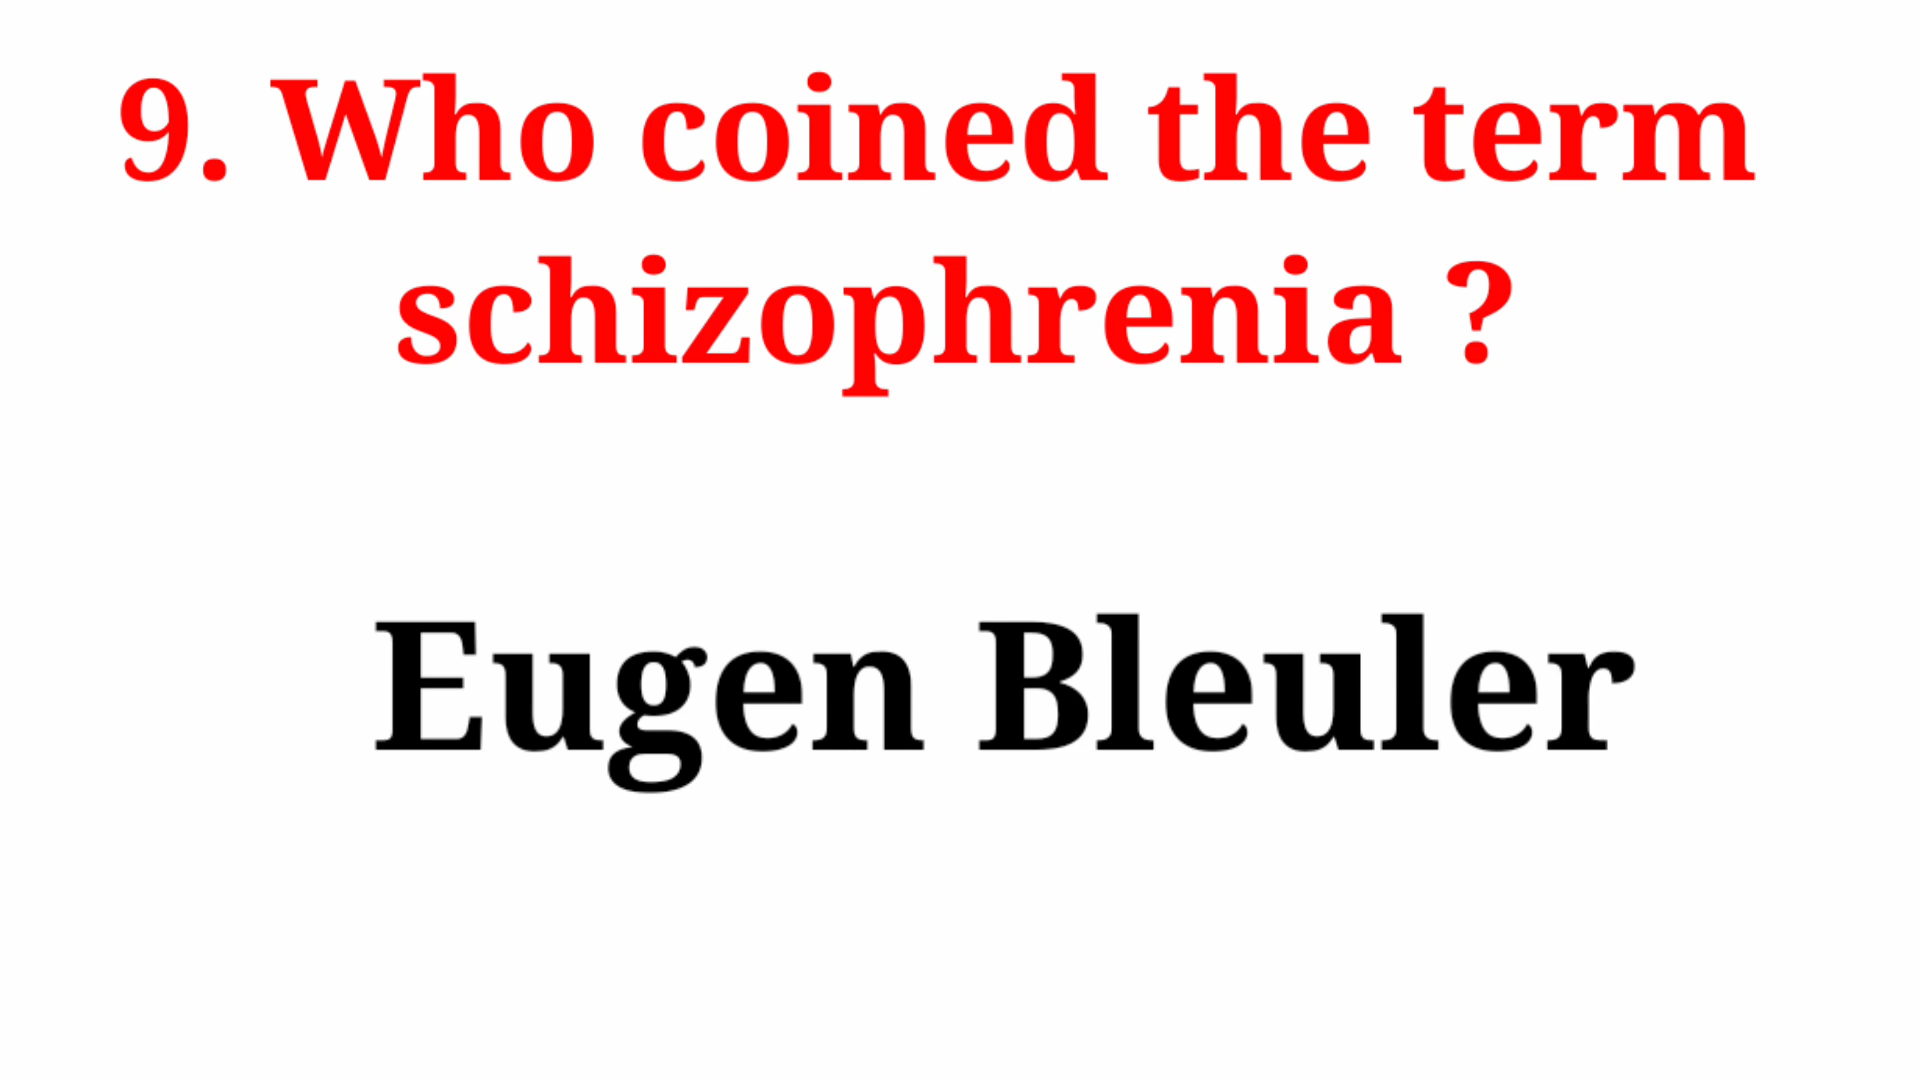 9. Who coined the term
schizophrenia ?
Eugen Bleuler